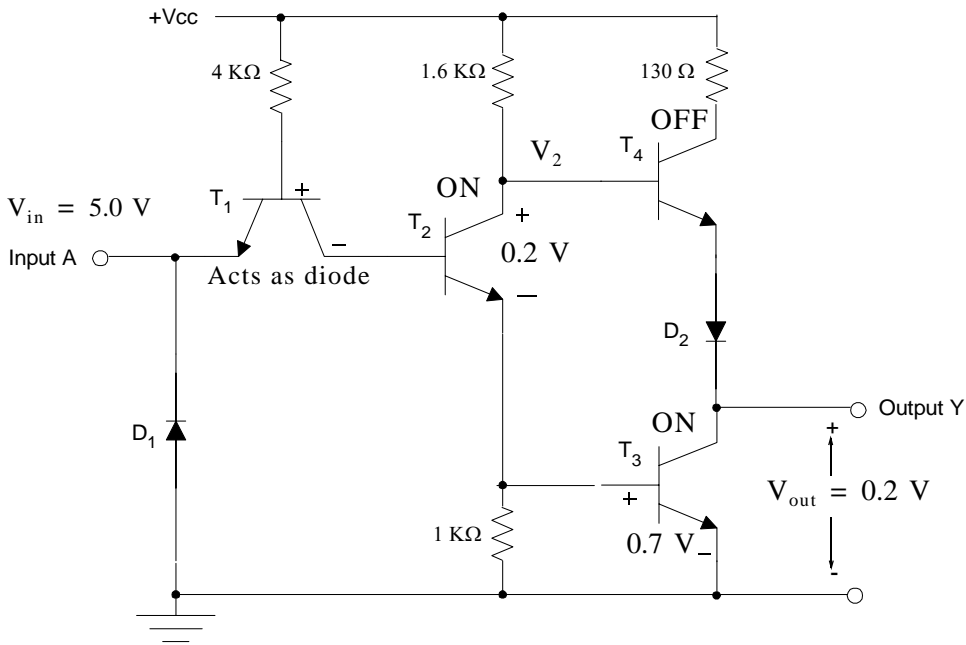 +Vcc
4 KΩ
1.6 KΩ
130 Ω
OFF
T4
V2
T1
+
ON
Vin = 5.0 V
T2
+
−
0.2 V
Input A
Acts as diode
−
D2
ON
Output Y
D1
T3
+
+
Vout = 0.2 V
1 KΩ
0.7 V
−
-